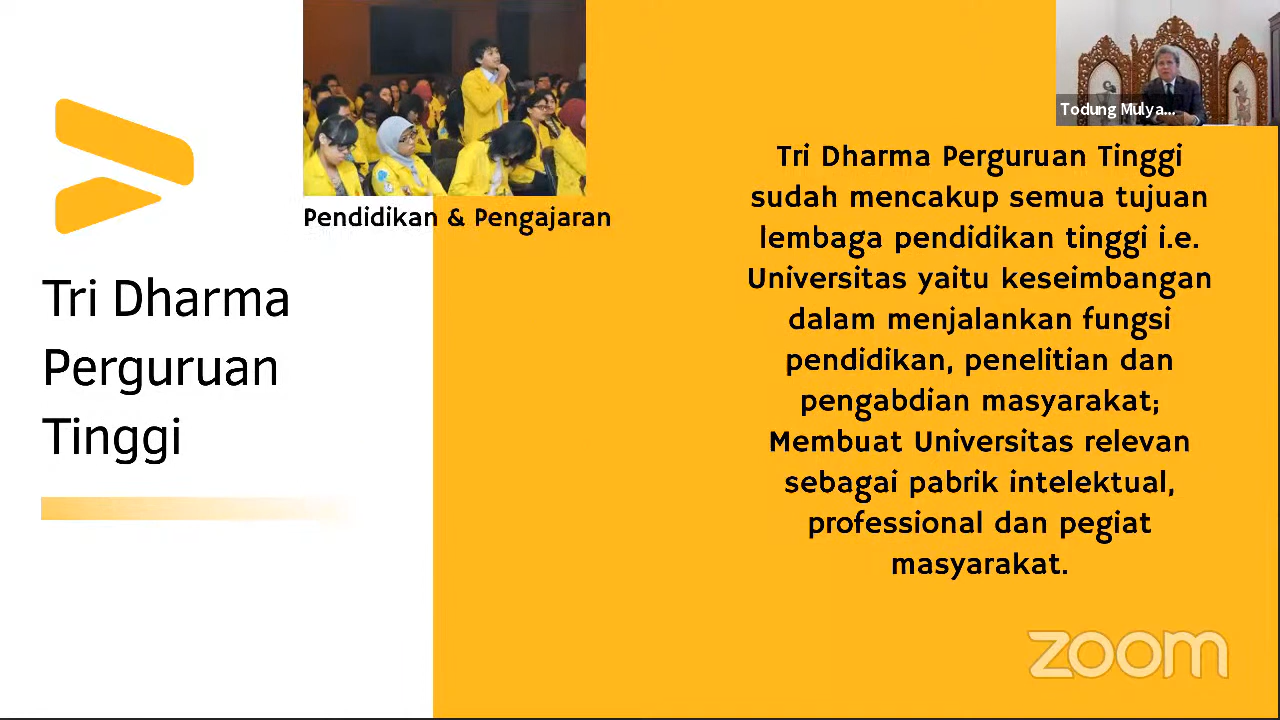 Todung Mulya...
Pendidikan & Pengajaran
Tri Dharma
Perguruan
Tinggi
Tri Dharma Perguruan Tinggi
sudah mencakup semua tujuan
lembaga pendidikan tinggi i.e.
Universitas yaitu keseimbangan
dalam menjalankan fungsi
pendidikan, penelitian dan
pengabdian masyarakat;
Membuat Universitas relevan
sebagai pabrik intelektual,
professional dan pegiat
masyarakat.
zoom